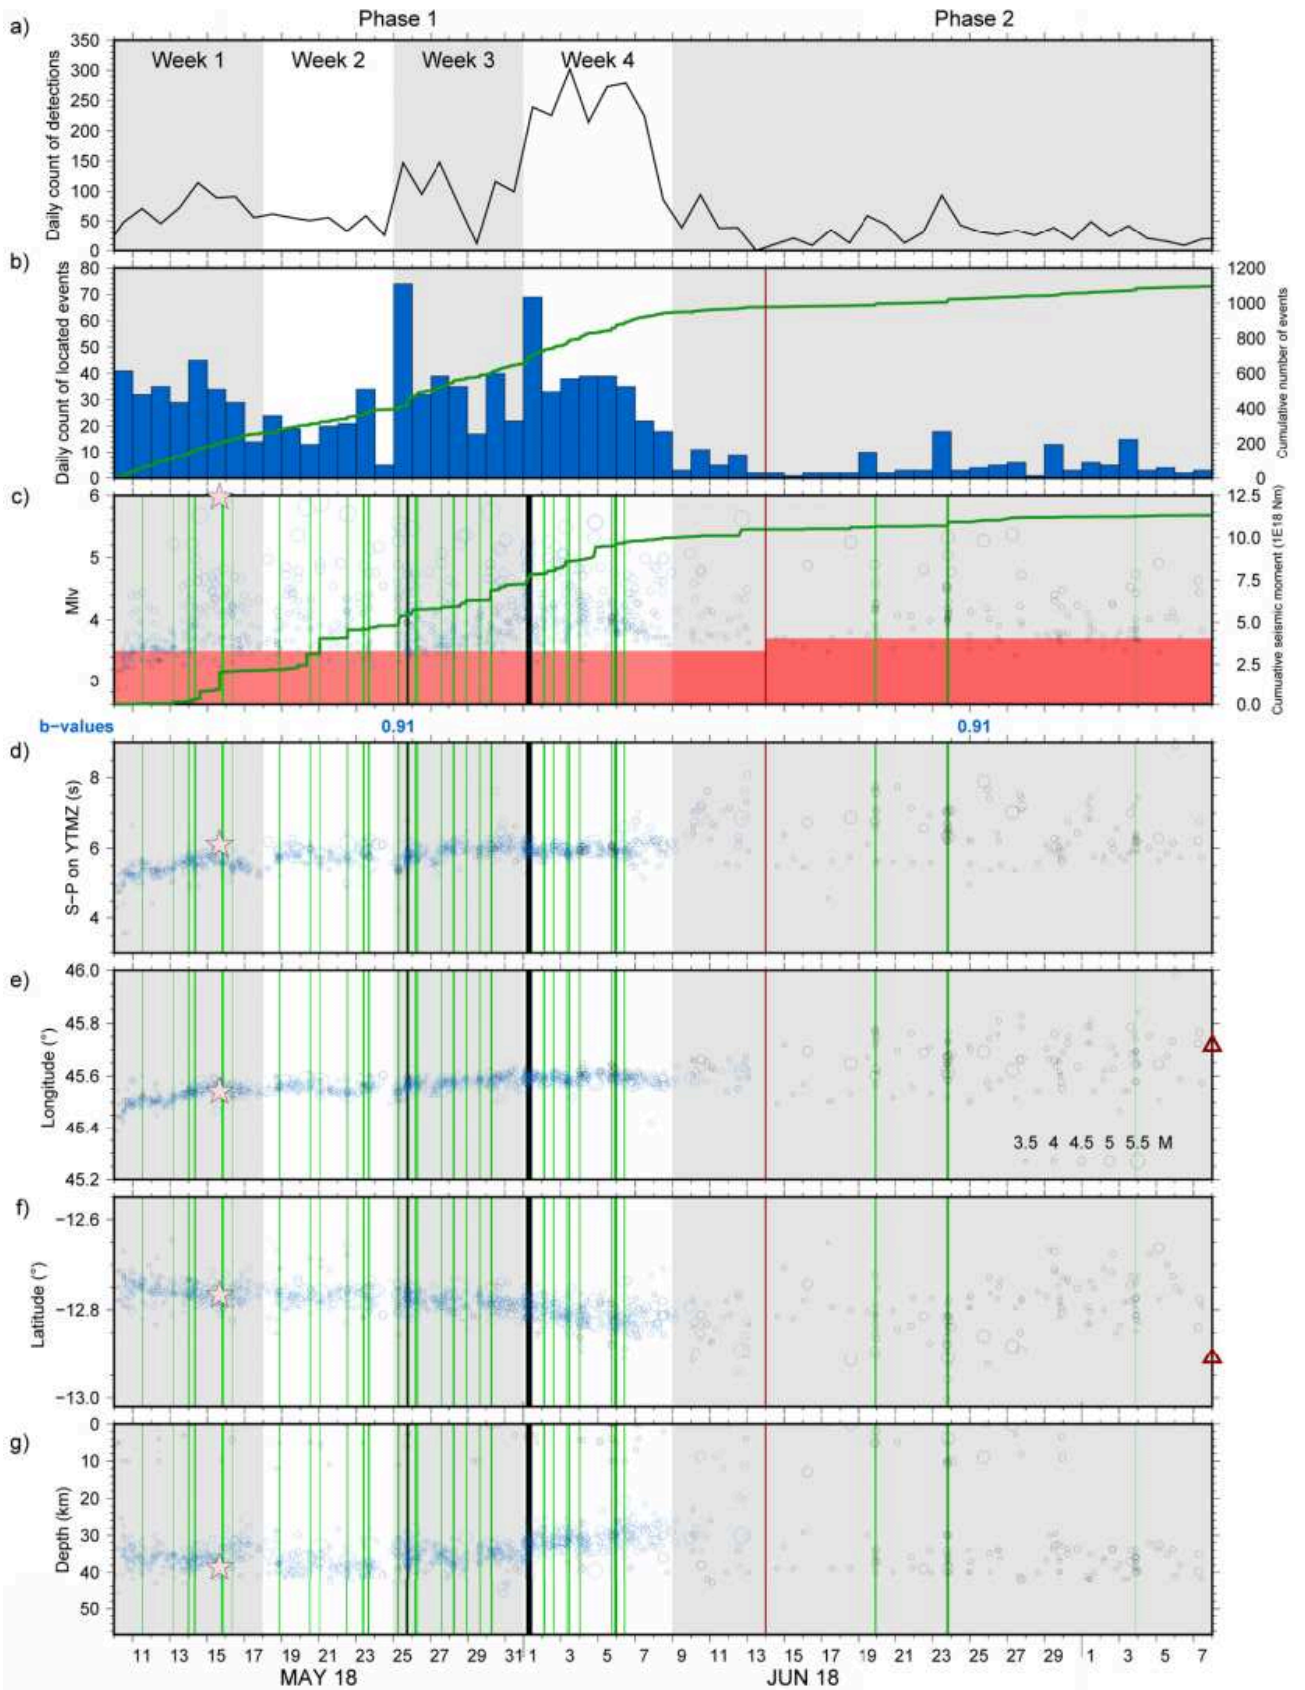 Phase 1 Phase 2
a)
Daily count of detections
350
300
250
200
150
100
50
0
Week 1 Week 2 Week 3 Week 4
b)
Daily count of located events
80
70
60
50
40
30
20
10
0
1200
1000
800
600
400
200
0
Cumulative number of events
c)
Mlv
6
5
4
12.5
10.0
7.5
5.0
2.5
0.0
Cumuative seismic moment (1E18 Nm)
b−values 0.91 0.91
d)
S−P on YTMZ (s)
8
6
4
e)
Longitude (°)
46.0
45.8
45.6
45.4
45.2
3.5 4 4.5 5 5.5 M
f)
Latitude (°)
−12.6
−12.8
−13.0
g)
Depth (km)
0
10
20
30
40
50
11 13 15 17 19 21 23 25 27 29 31 1 3 5 7 9 11 13 15 17 19 21 23 25 27 29 1 3 5 7
MAY 18 JUN 18